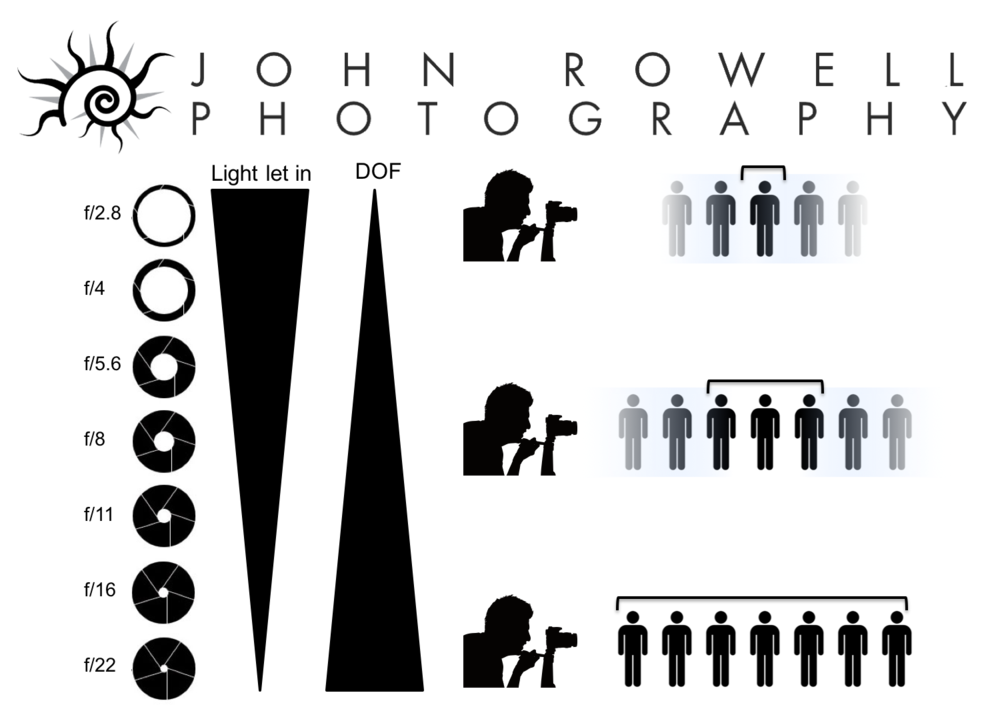 JOHN ROWELL
PHOTOGRAPHY
Light let in
DOF
f/2.8
f/4
f/5.6
f/8
f/11
f/16
f/22